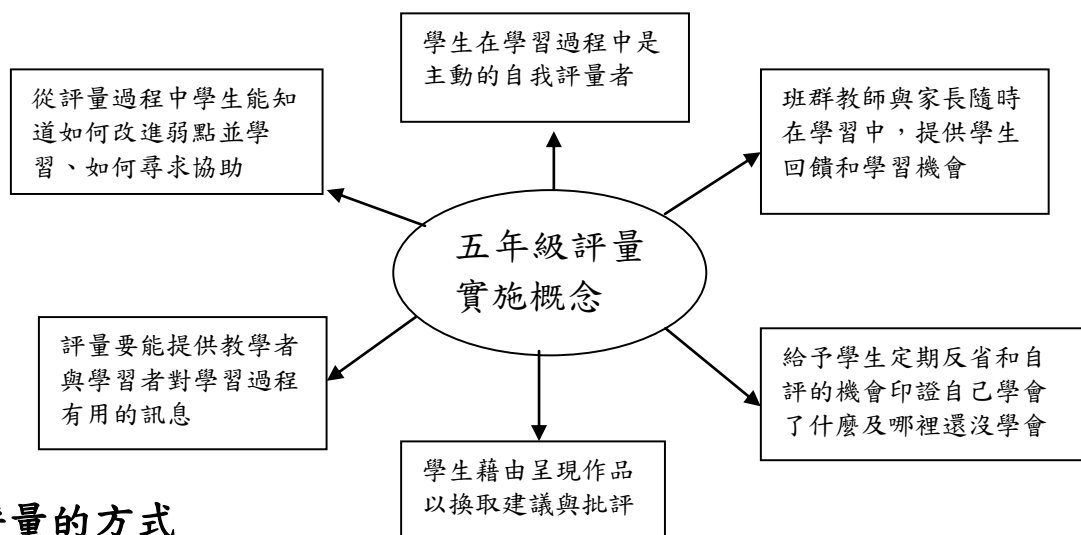 學生在學習過程中是
主動的自我評量者
從評量過程中學生能知
道如何改進弱點並學
習、如何尋求協助
班群教師與家長隨時
在學習中，提供學生
回饋和學習機會
五年級評量
實施概念
評量要能提供教學者
與學習者對學習過程
有用的訊息
給予學生定期反省和自
評的機會印證自己學會
了什麼及哪裡還沒學會
學生藉由呈現作品
以換取建議與批評
量的方式